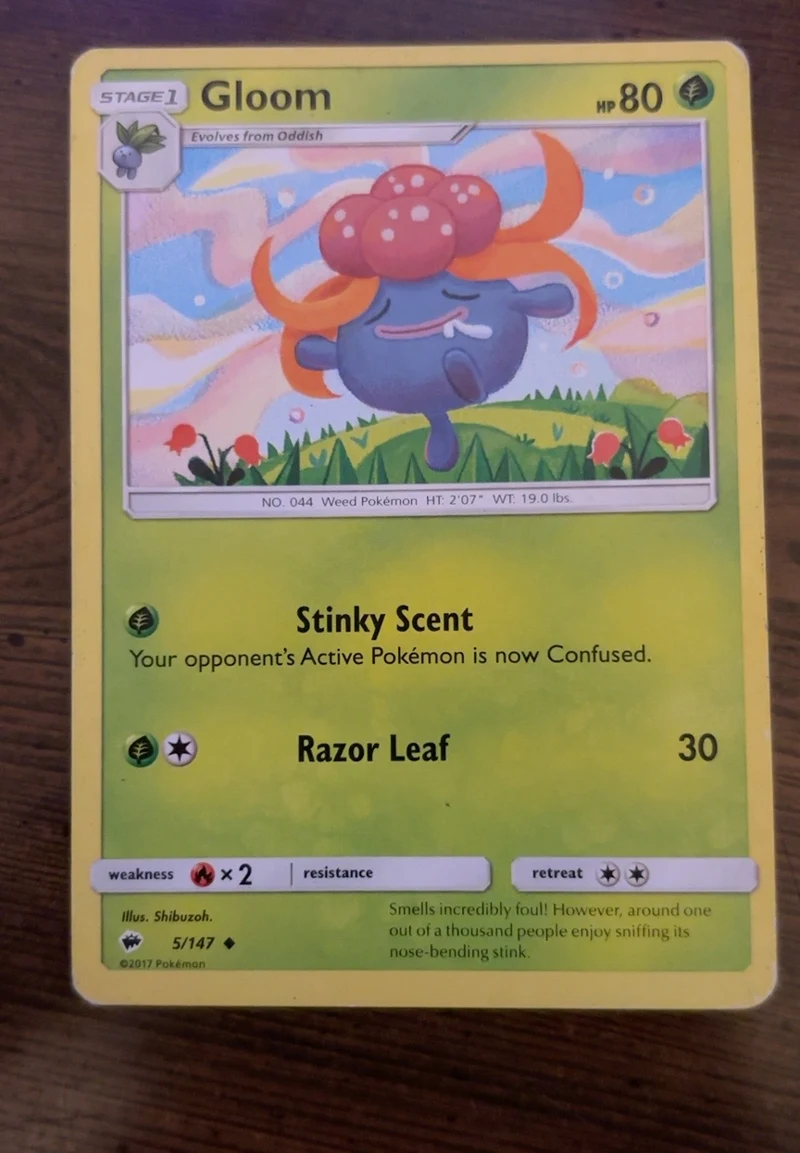 STAGE1 Gloom HP 80
Evolves from Oddish
NO. 044 Weed Pokémon HT: 2'07" WT: 19.0 lbs.
Stinky Scent
Your opponent's Active Pokémon is now Confused.
Razor Leaf 30
weakness ×2 resistance retreat
Illus. Shibuzoh.
5/147
©2017 Pokémon
Smells incredibly foul! However, around one
out of a thousand people enjoy sniffing its
nose-bending stink.